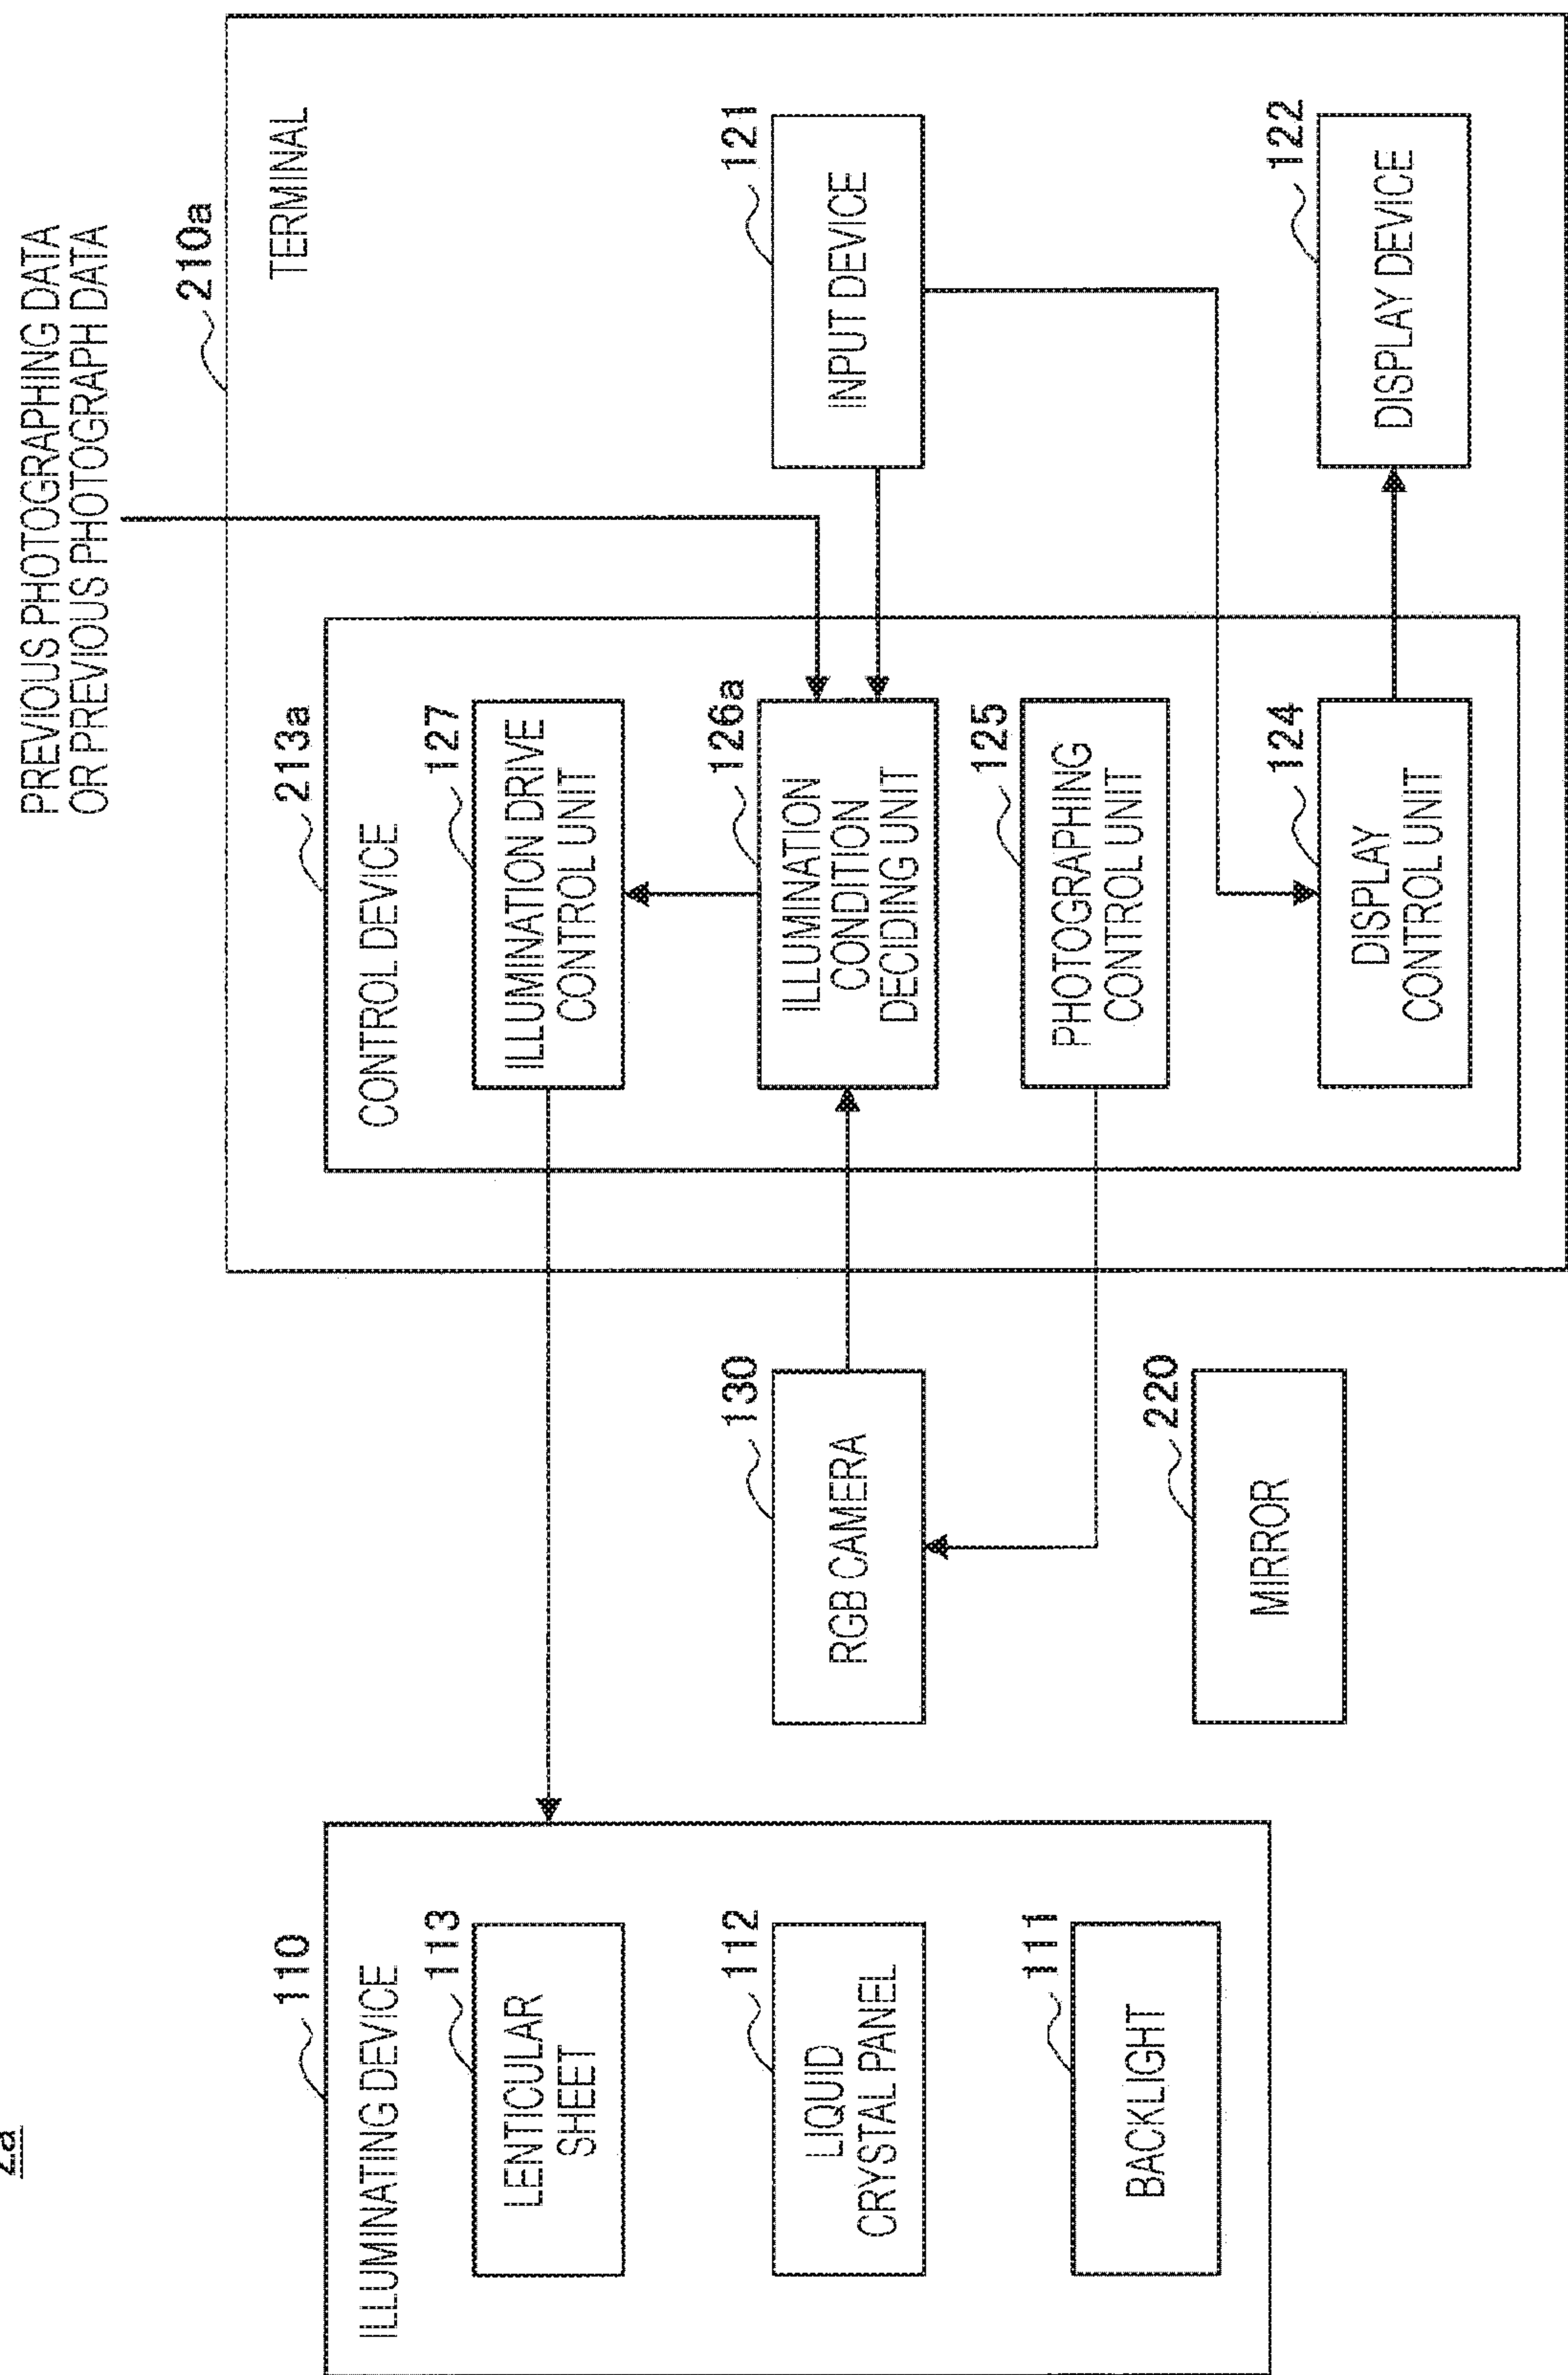 2a
PREVIOUS PHOTOGRAPHING DATA
OR PREVIOUS PHOTOGRAPH DATA
210a
TERMINAL
110
ILLUMINATING DEVICE
113
LENTICULAR
SHEET
112
LIQUID
CRYSTAL PANEL
111
BACKLIGHT
130
RGB CAMERA
220
MIRROR
213a
CONTROL DEVICE
127
ILLUMINATION DRIVE
CONTROL UNIT
126a
ILLUMINATION
CONDITION
DECIDING UNIT
125
PHOTOGRAPHING
CONTROL UNIT
124
DISPLAY
CONTROL UNIT
121
INPUT DEVICE
122
DISPLAY DEVICE